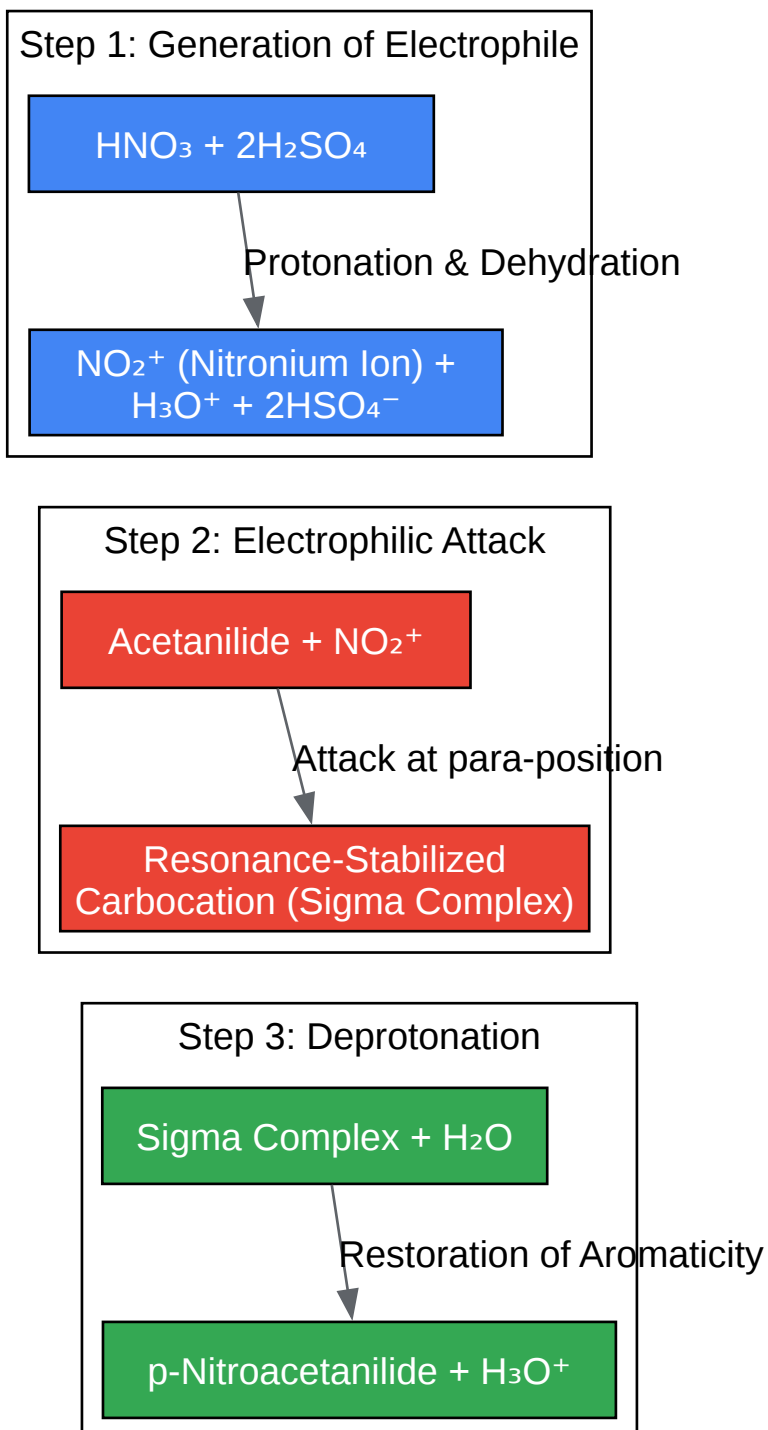 Step 1: Generation of Electrophile
HNO₃ + 2H₂SO₄
Protonation & Dehydration
NO₂⁺ (Nitronium Ion) +
H₃O⁺ + 2HSO₄⁻
Step 2: Electrophilic Attack
Acetanilide + NO₂⁺
Attack at para-position
Resonance-Stabilized
Carbocation (Sigma Complex)
Step 3: Deprotonation
Sigma Complex + H₂O
Restoration of Aromaticity
p-Nitroacetanilide + H₃O⁺